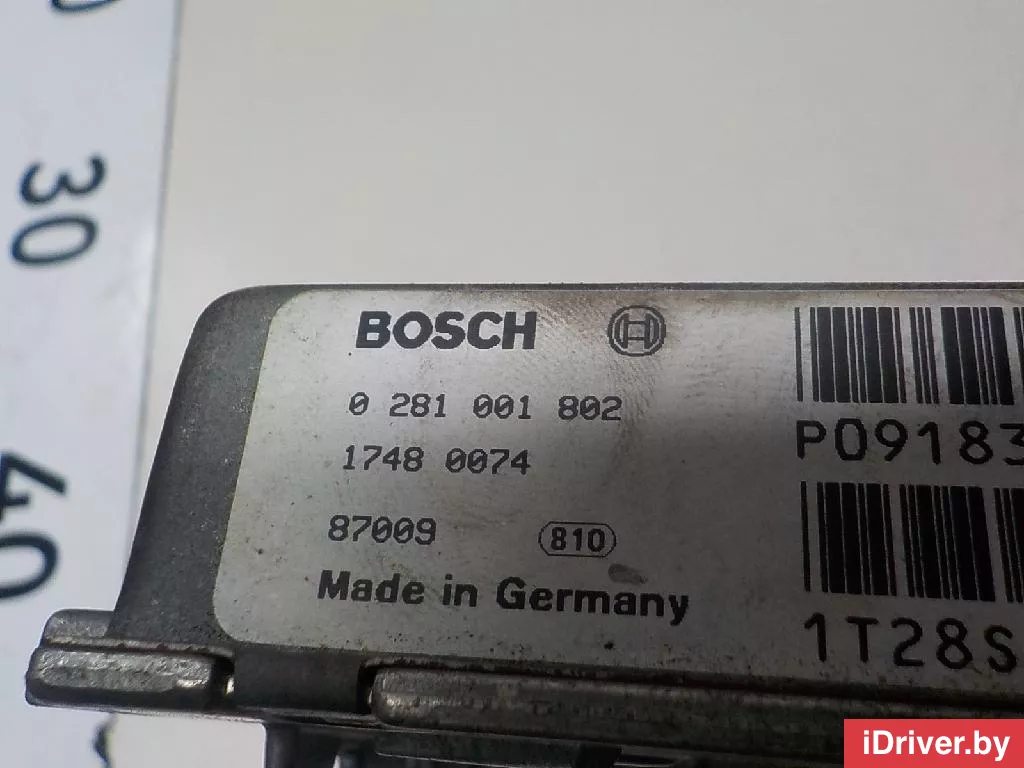 30
40
BOSCH
0 281 001 802
1748 0074
87009 810
Made in Germany
P09183
1T28S
iDriver.by